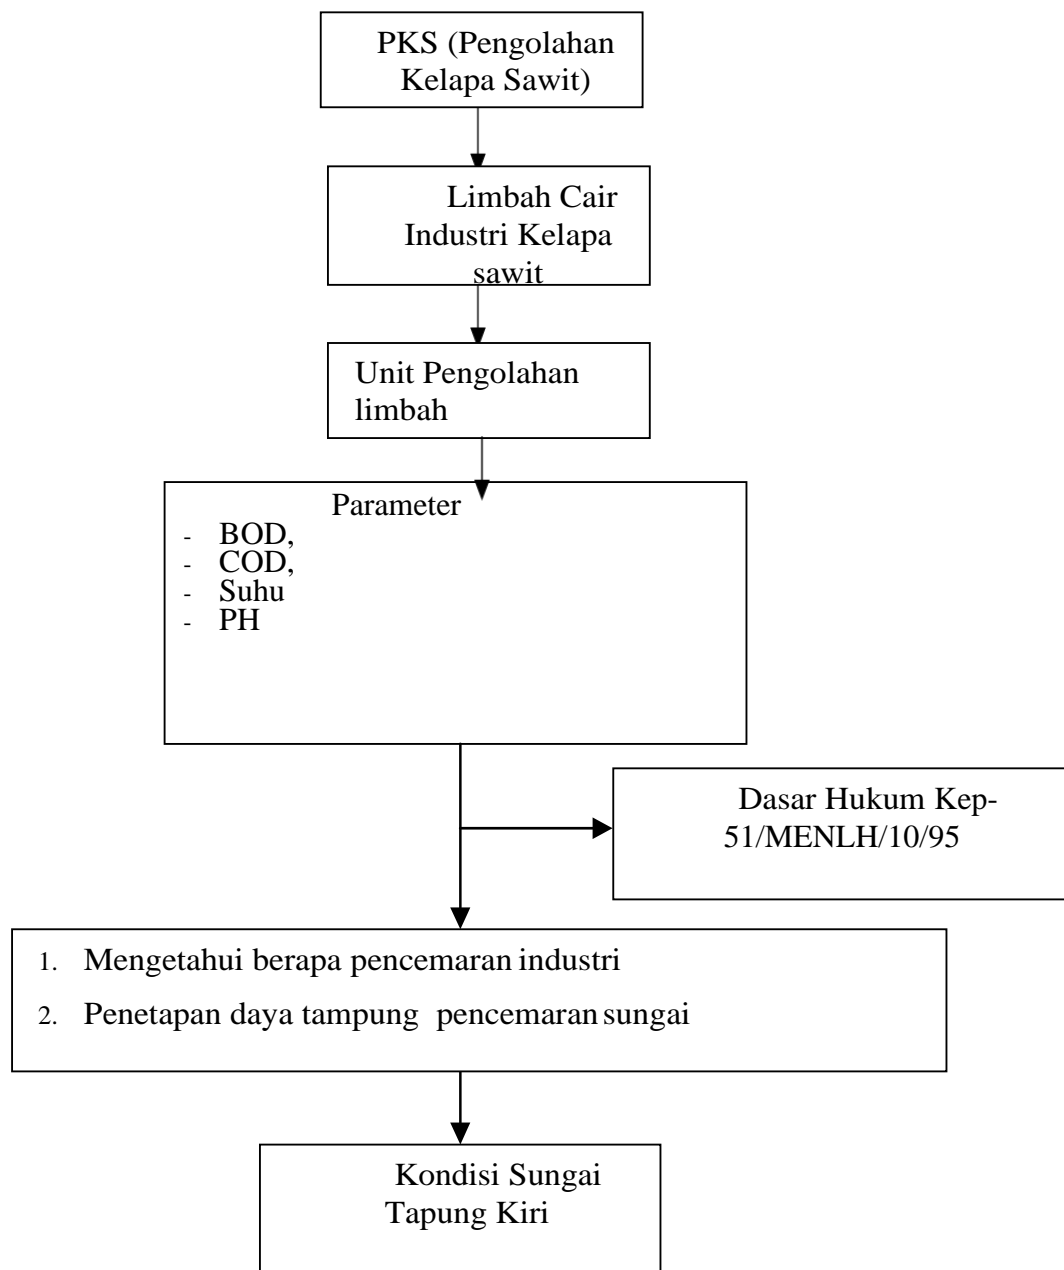 PKS (Pengolahan
Kelapa Sawit)
Limbah Cair
Industri Kelapa
sawit
Unit Pengolahan
limbah
Parameter
- BOD,
- COD,
- Suhu
- PH
Dasar Hukum Kep-
51/MENLH/10/95
1. Mengetahui berapa pencemaran industri
2. Penetapan daya tampung pencemaran sungai
Kondisi Sungai
Tapung Kiri